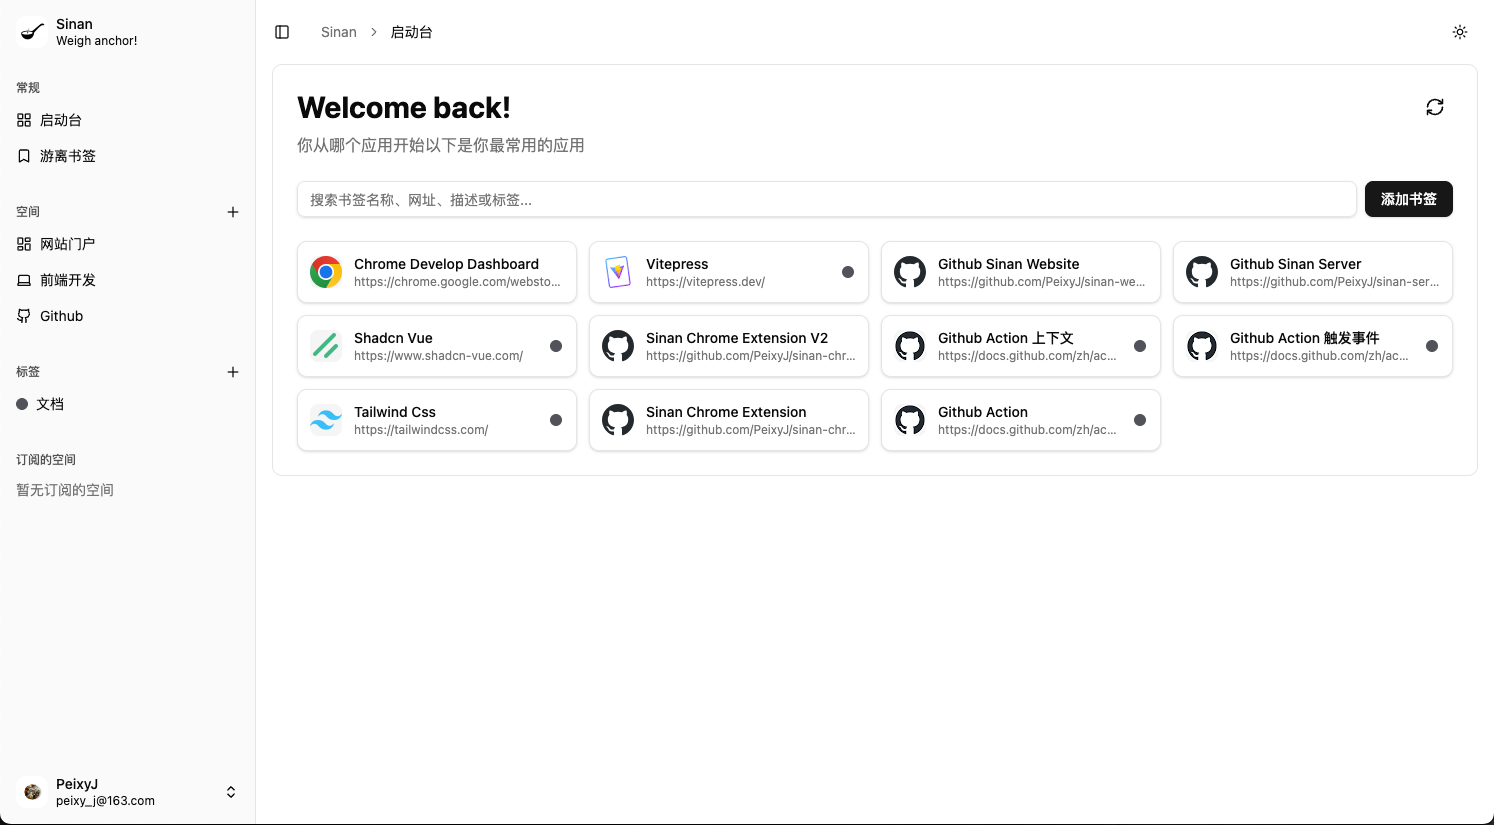 Sinan
Weigh anchor!
常规
启动台
游离书签
空间
网站门户
前端开发
Github
标签
文档
订阅的空间
暂无订阅的空间
PeixyJ
peixy_j@163.com
Sinan > 启动台
Welcome back!
你从哪个应用开始以下是你最常用的应用
搜索书签名称、网址、描述或标签...
添加书签
Chrome Develop Dashboard
https://chrome.google.com/websto...
Vitepress
https://vitepress.dev/
Github Sinan Website
https://github.com/PeixyJ/sinan-we...
Github Sinan Server
https://github.com/PeixyJ/sinan-ser...
Shadcn Vue
https://www.shadcn-vue.com/
Sinan Chrome Extension V2
https://github.com/PeixyJ/sinan-chr...
Github Action 上下文
https://docs.github.com/zh/ac...
Github Action 触发事件
https://docs.github.com/zh/ac...
Tailwind Css
https://tailwindcss.com/
Sinan Chrome Extension
https://github.com/PeixyJ/sinan-chr...
Github Action
https://docs.github.com/zh/ac...